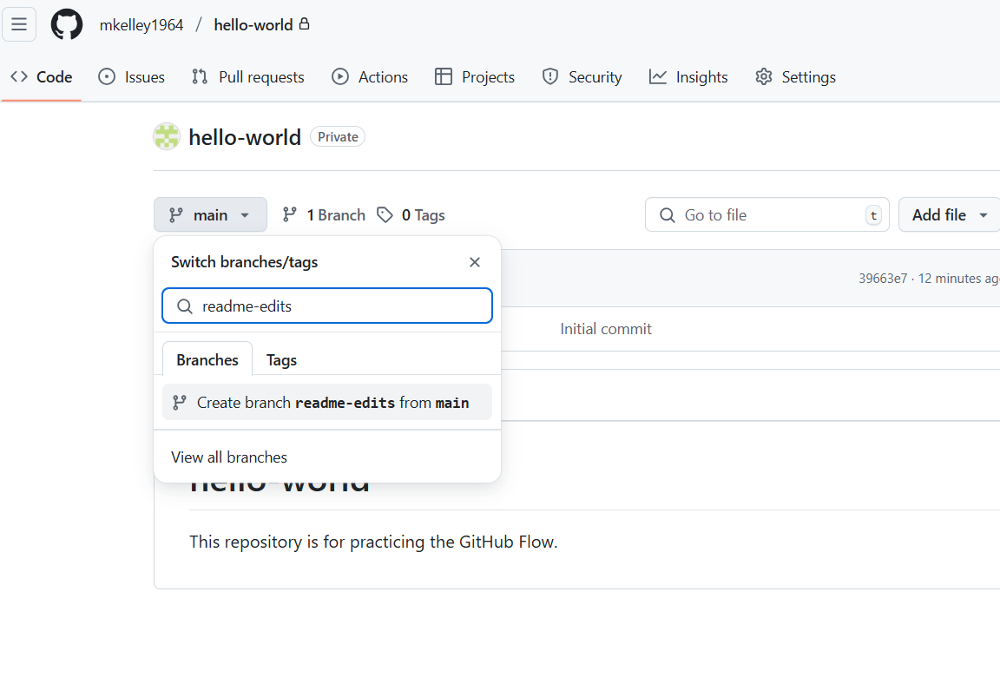 mkelley1964 / hello-world
Code Issues Pull requests Actions Projects Security Insights Settings
hello-world Private
main 1 Branch 0 Tags Go to file t Add file
Switch branches/tags
39663e7 · 12 minutes ag
readme-edits
Initial commit
Branches Tags
Create branch readme-edits from main
View all branches
hello-world
This repository is for practicing the GitHub Flow.